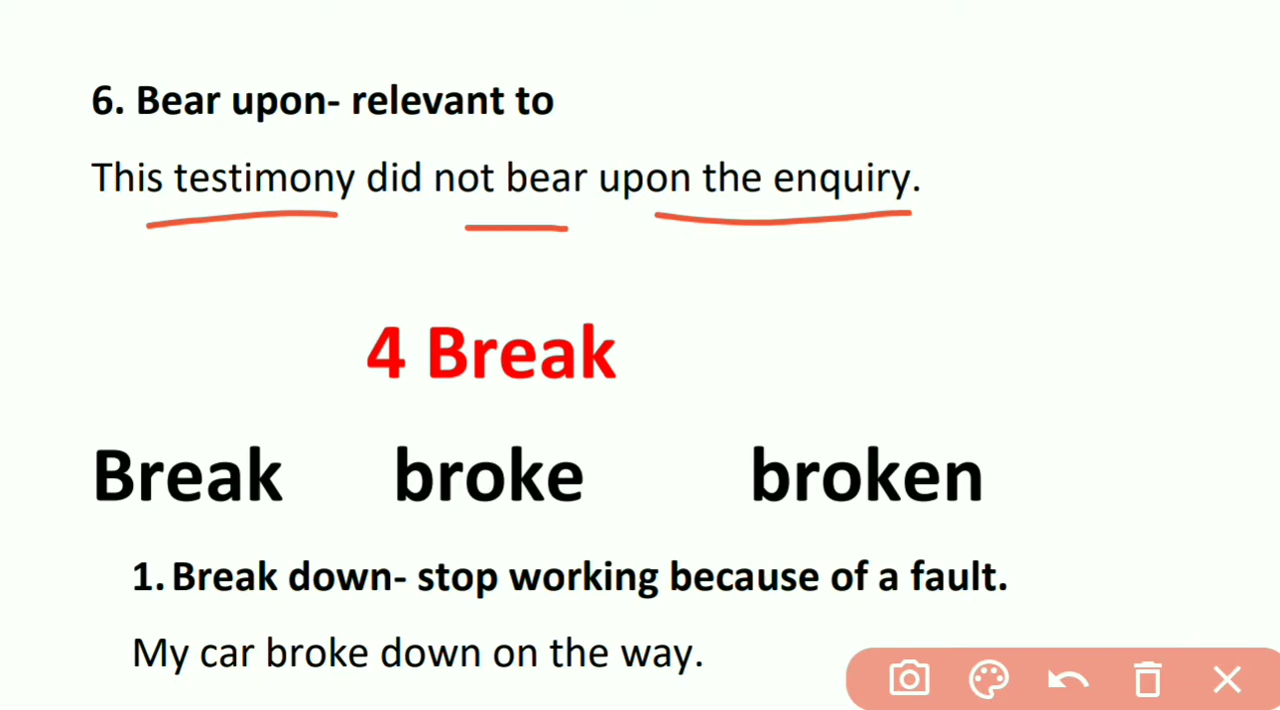 6. Bear upon- relevant to
This testimony did not bear upon the enquiry.
4 Break
Break broke broken
1. Break down- stop working because of a fault.
My car broke down on the way.